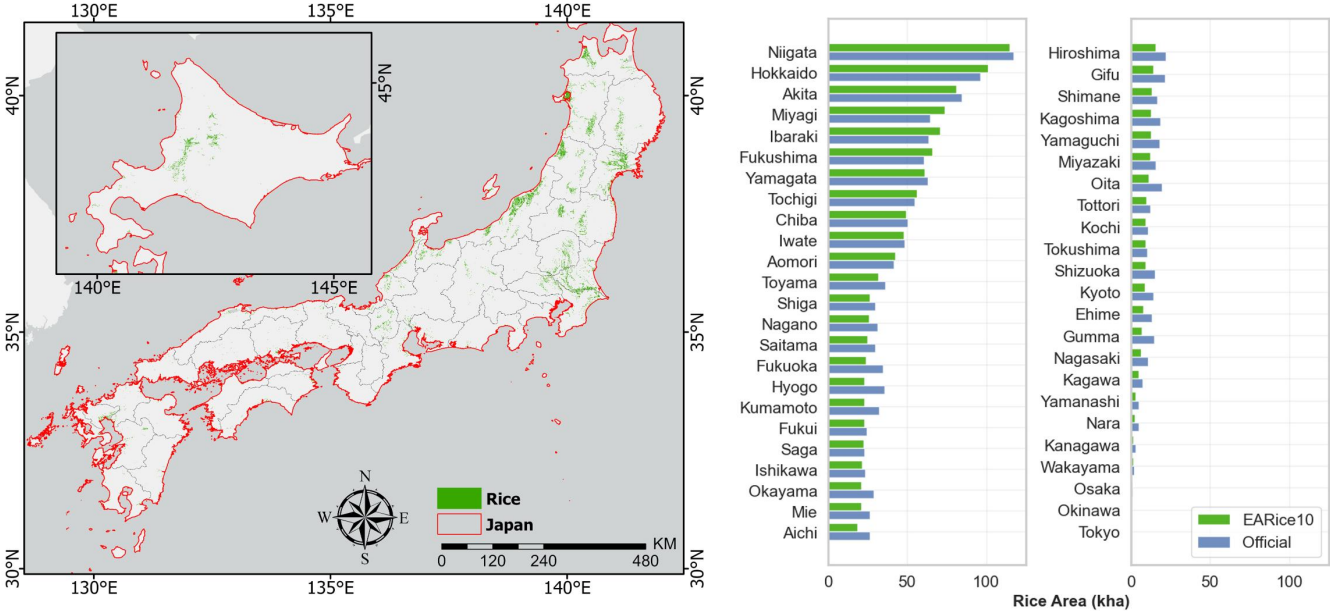 130°E
135°E
140°E
45°N
40°N
40°N
140°E
145°E
35°N
35°N
N
W
E
S
Rice
Japan
KM
0
120
240
480
30°N
30°N
130°E
135°E
140°E
Niigata
Hokkaido
Akita
Miyagi
Ibaraki
Fukushima
Yamagata
Tochigi
Chiba
Iwate
Aomori
Toyama
Shiga
Nagano
Saitama
Fukuoka
Hyogo
Kumamoto
Fukui
Saga
Ishikawa
Okayama
Mie
Aichi
0
50
100
Hiroshima
Gifu
Shimane
Kagoshima
Yamaguchi
Miyazaki
Oita
Tottori
Kochi
Tokushima
Shizuoka
Kyoto
Ehime
Gumma
Nagasaki
Kagawa
Yamanashi
Nara
Kanagawa
Wakayama
Osaka
Okinawa
Tokyo
EARice10
Official
0
50
100
Rice Area (kha)